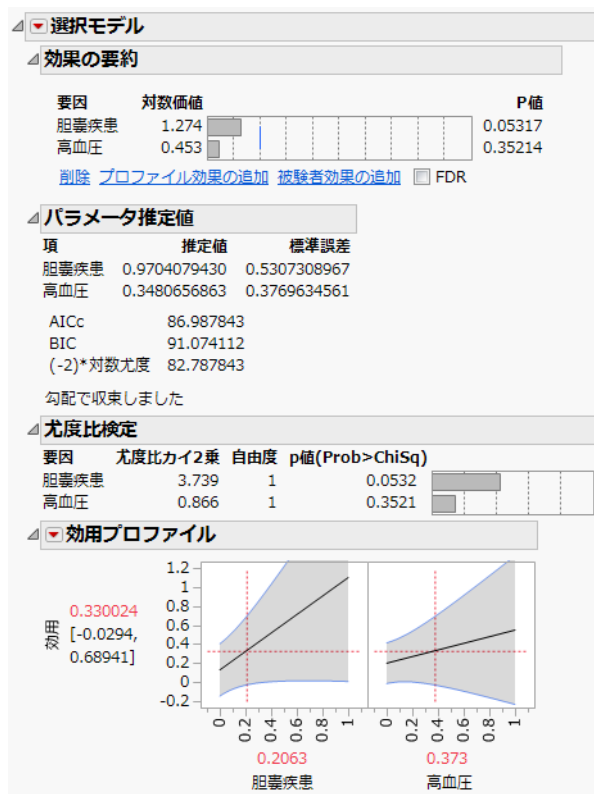 選択モデル
効果の要約
要因 対数価値 P値
胆嚢疾患 1.274 0.05317
高血圧 0.453 0.35214
削除 プロファイル効果の追加 被験者効果の追加 FDR
パラメータ推定値
項 推定値 標準誤差
胆嚢疾患 0.9704079430 0.5307308967
高血圧 0.3480656863 0.3769634561
AICc 86.987843
BIC 91.074112
(-2)*対数尤度 82.787843
勾配で収束しました
尤度比検定
要因 尤度比カイ2乗 自由度 p値(Prob>ChiSq)
胆嚢疾患 3.739 1 0.0532
高血圧 0.866 1 0.3521
効用プロファイル
効用
0.330024
[-0.0294,
0.68941]
1.2
1
0.8
0.6
0.4
0.2
0
-0.2
0 0.2 0.4 0.6 0.8 1
0 0.2 0.4 0.6 0.8 1
0.2063 0.373
胆嚢疾患 高血圧